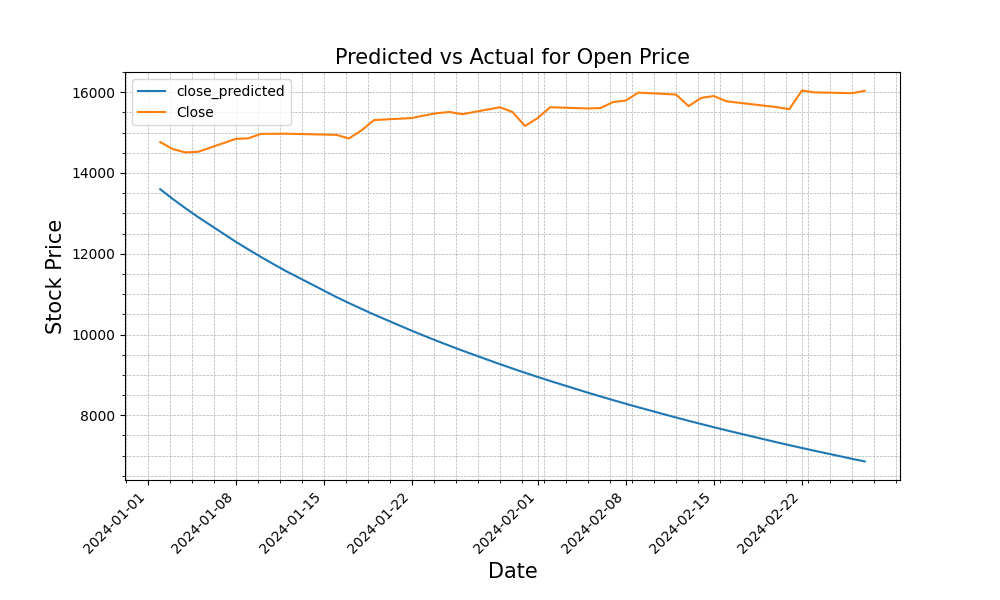 Predicted vs Actual for Open Price
close_predicted
Close
16000
14000
12000
10000
8000
Stock Price
2024-01-01
2024-01-08
2024-01-15
2024-01-22
2024-02-01
2024-02-08
2024-02-15
2024-02-22
Date